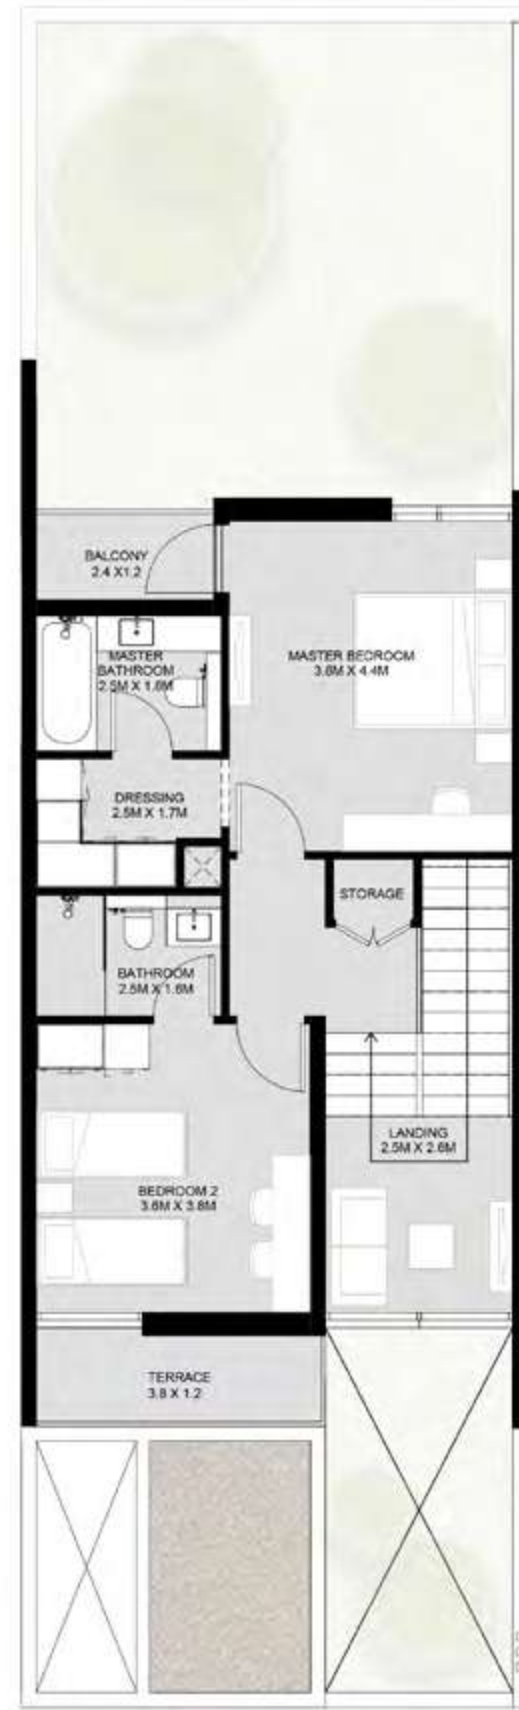 BALCONY
2.4 X1.2
MASTER
BATHROOM
2.5M X 1.8M
MASTER BEDROOM
3.8M X 4.4M
DRESSING
2.5M X 1.7M
STORAGE
BATHROOM
2.5M X 1.6M
LANDING
2.5M X 2.6M
BEDROOM 2
3.6M X 3.8M
TERRACE
3.8 X 1.2